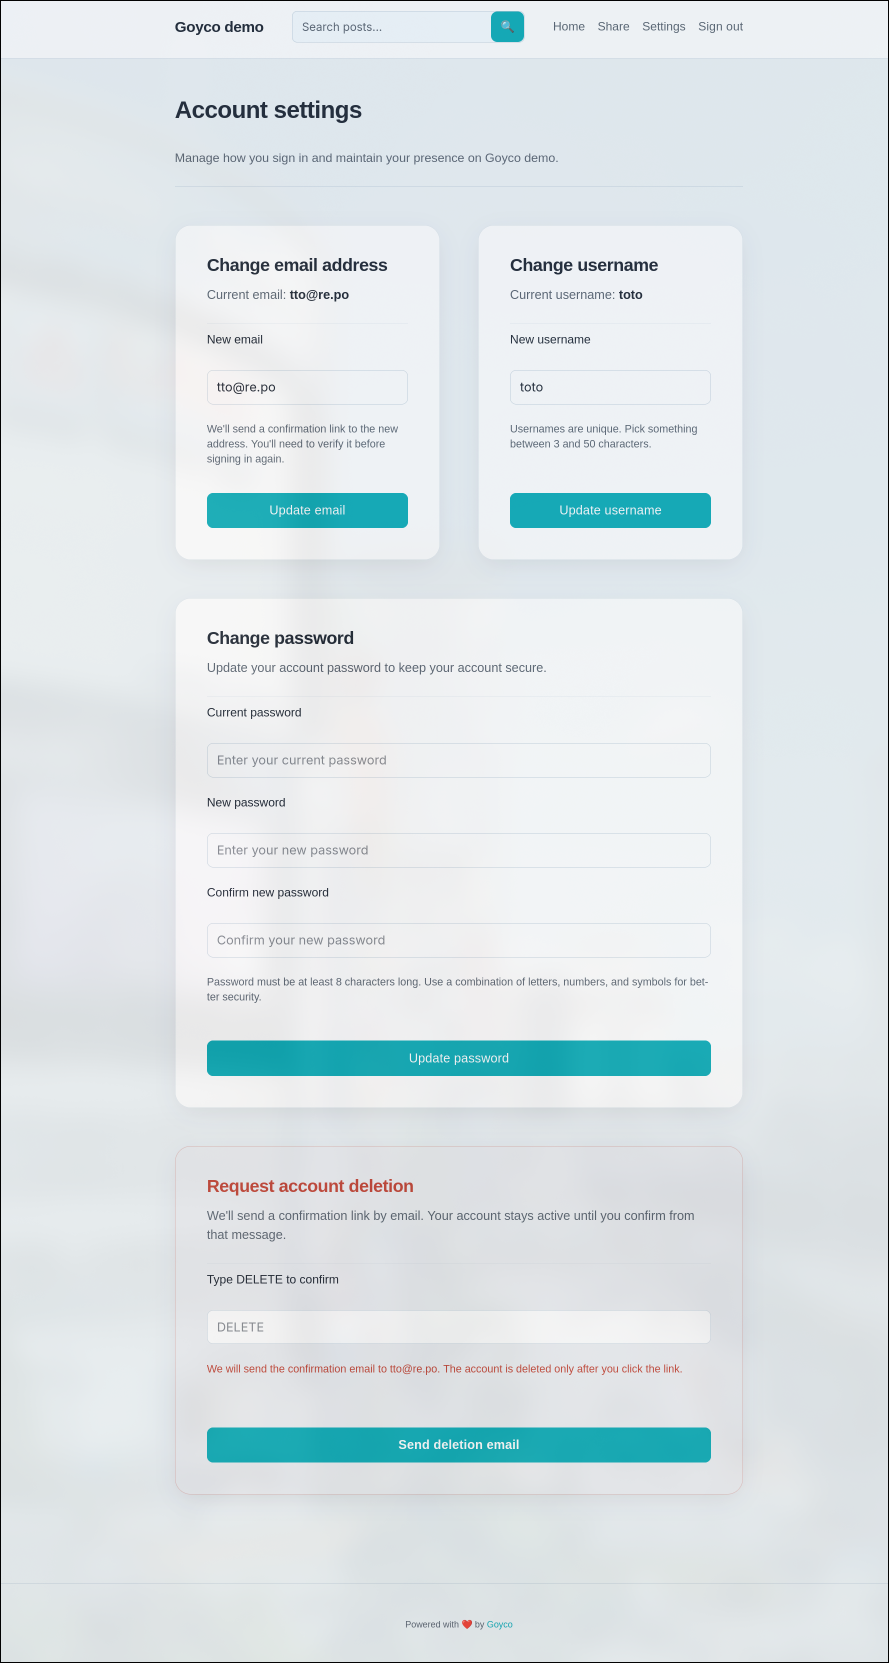 Goyco demo
Search posts...
Home Share Settings Sign out
Account settings
Manage how you sign in and maintain your presence on Goyco demo.
Change email address
Current email: tto@re.po
New email
tto@re.po
We'll send a confirmation link to the new
address. You'll need to verify it before
signing in again.
Update email
Change username
Current username: toto
New username
toto
Usernames are unique. Pick something
between 3 and 50 characters.
Update username
Change password
Update your account password to keep your account secure.
Current password
Enter your current password
New password
Enter your new password
Confirm new password
Confirm your new password
Password must be at least 8 characters long. Use a combination of letters, numbers, and symbols for bet-
ter security.
Update password
Request account deletion
We'll send a confirmation link by email. Your account stays active until you confirm from
that message.
Type DELETE to confirm
DELETE
We will send the confirmation email to tto@re.po. The account is deleted only after you click the link.
Send deletion email
Powered with ❤️ by Goyco